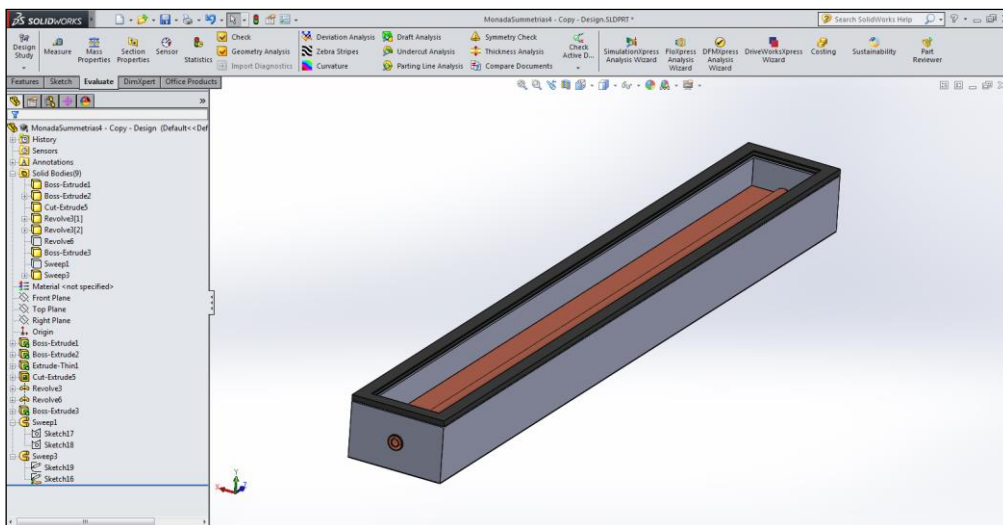 SOLIDWORKS
MonadaSummetrias4 - Copy - Design.SLDPRT *
Search SolidWorks Help
Design Study
Measure
Mass Properties
Section Properties
Sensor
Statistics
Check
Geometry Analysis
Import Diagnostics
Deviation Analysis
Zebra Stripes
Curvature
Draft Analysis
Undercut Analysis
Parting Line Analysis
Symmetry Check
Thickness Analysis
Compare Documents
Check Active D...
SimulationXpress Analysis Wizard
FloXpress Analysis Wizard
DFMXpress Analysis Wizard
DriveWorksXpress Wizard
Costing
Sustainability
Part Reviewer
Features Sketch Evaluate DimXpert Office Products
MonadaSummetrias4 - Copy - Design (Default<<Def
History
Sensors
Annotations
Solid Bodies(9)
Boss-Extrude1
Boss-Extrude2
Cut-Extrude5
Revolve3[1]
Revolve3[2]
Revolve6
Boss-Extrude3
Sweep1
Sweep3
Material <not specified>
Front Plane
Top Plane
Right Plane
Origin
Boss-Extrude1
Boss-Extrude2
Extrude-Thin1
Cut-Extrude5
Revolve3
Revolve6
Boss-Extrude3
Sweep1
Sketch17
Sketch18
Sweep3
Sketch19
Sketch16